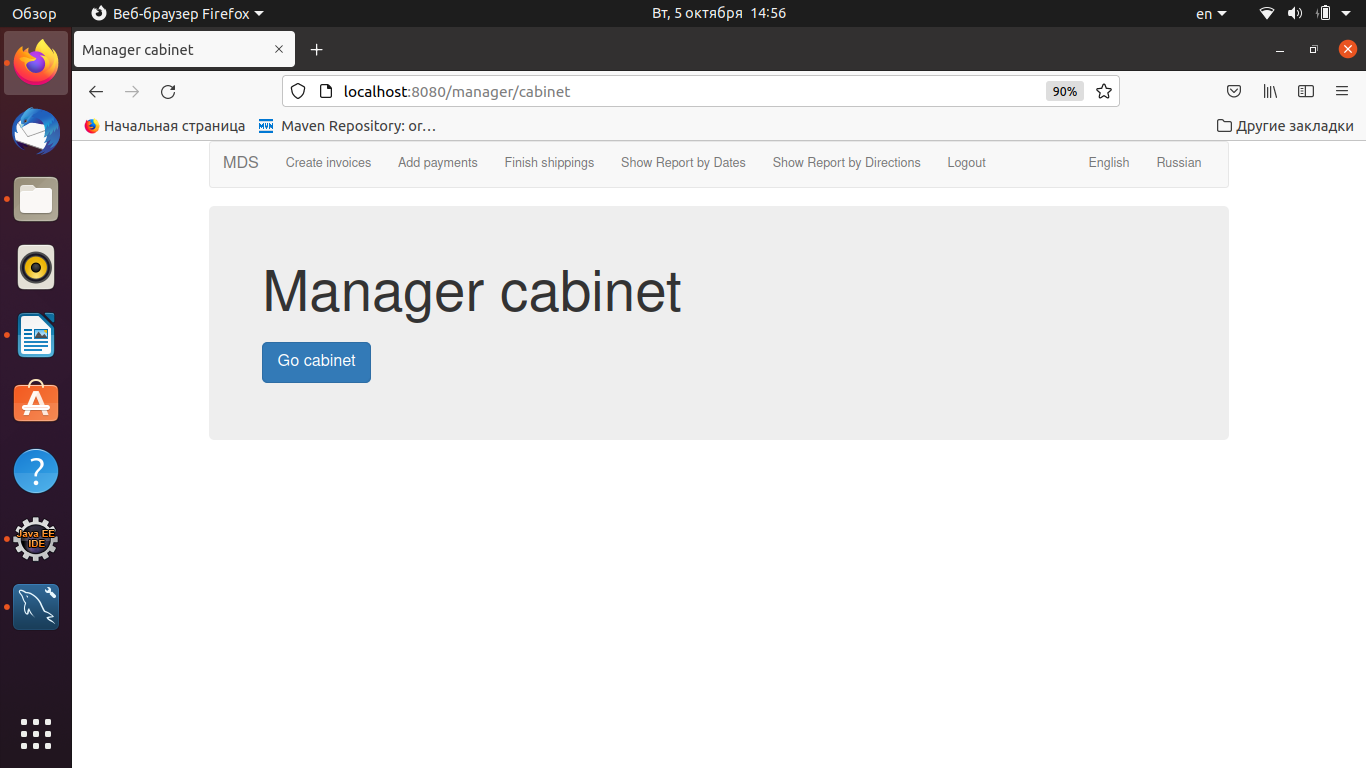 Обзор
Веб-браузер Firefox
Вт, 5 октября 14:56
en
Manager cabinet
localhost:8080/manager/cabinet
90%
Начальная страница
Maven Repository: or…
Другие закладки
MDS
Create invoices
Add payments
Finish shippings
Show Report by Dates
Show Report by Directions
Logout
English
Russian
Manager cabinet
Go cabinet
Java EE
IDE